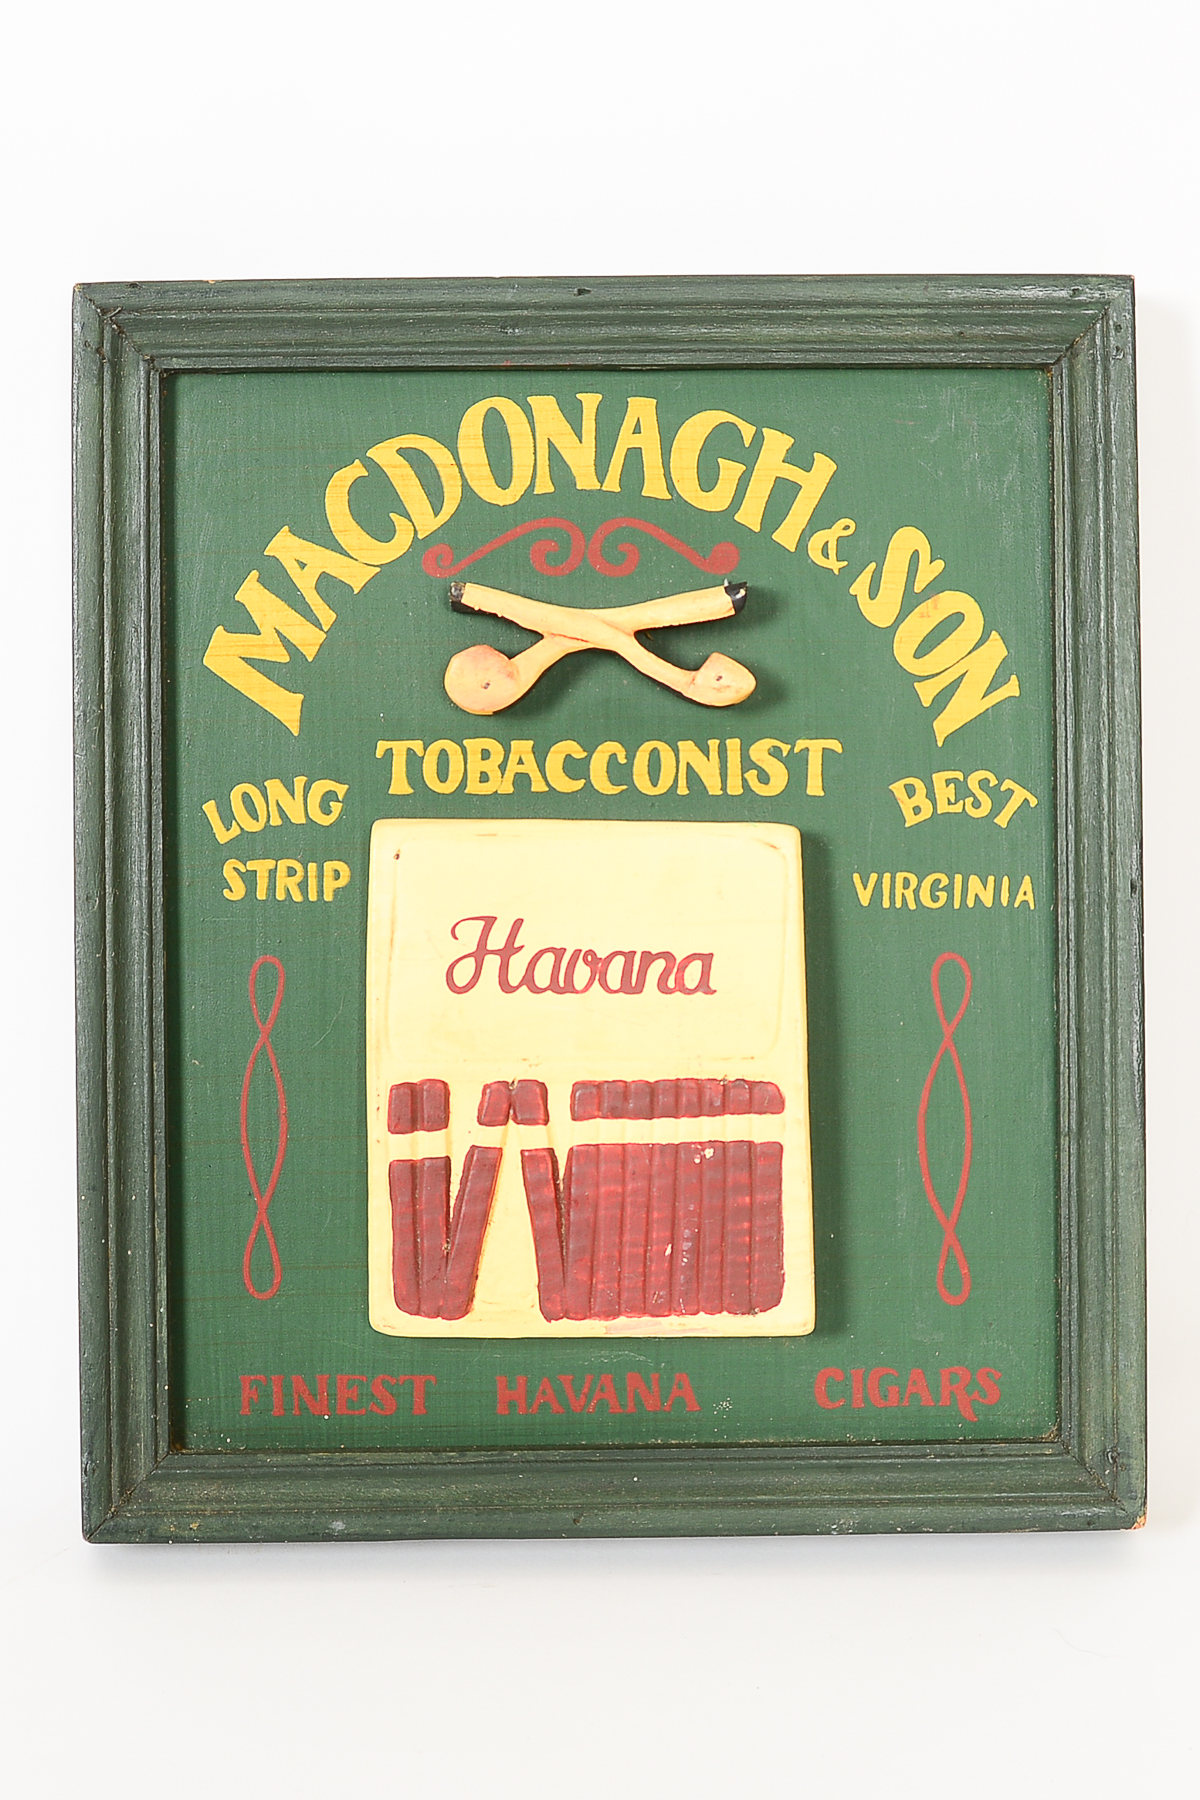 MACDONAGH & SON
TOBACCONIST
LONG
STRIP
BEST
VIRGINIA
Havana
FINEST HAVANA CIGARS